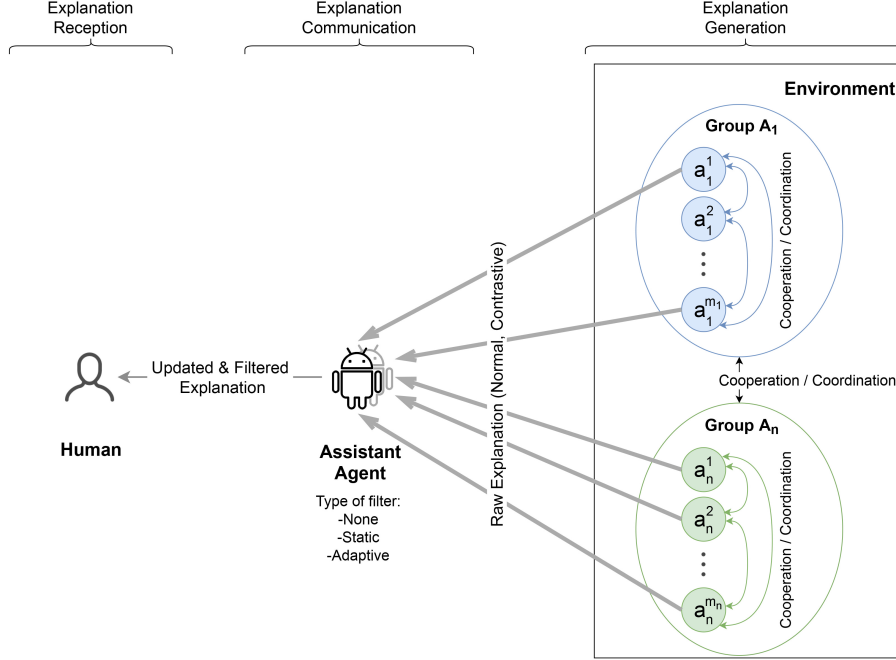 Explanation
Reception
Explanation
Communication
Explanation
Generation
Environment
Group A1
a11
a12
a1m1
Cooperation / Coordination
Raw Explanation (Normal, Contrastive)
Updated & Filtered
Explanation
Human
Assistant
Agent
Type of filter:
-None
-Static
-Adaptive
Cooperation / Coordination
Group An
an1
an2
anmn
Cooperation / Coordination